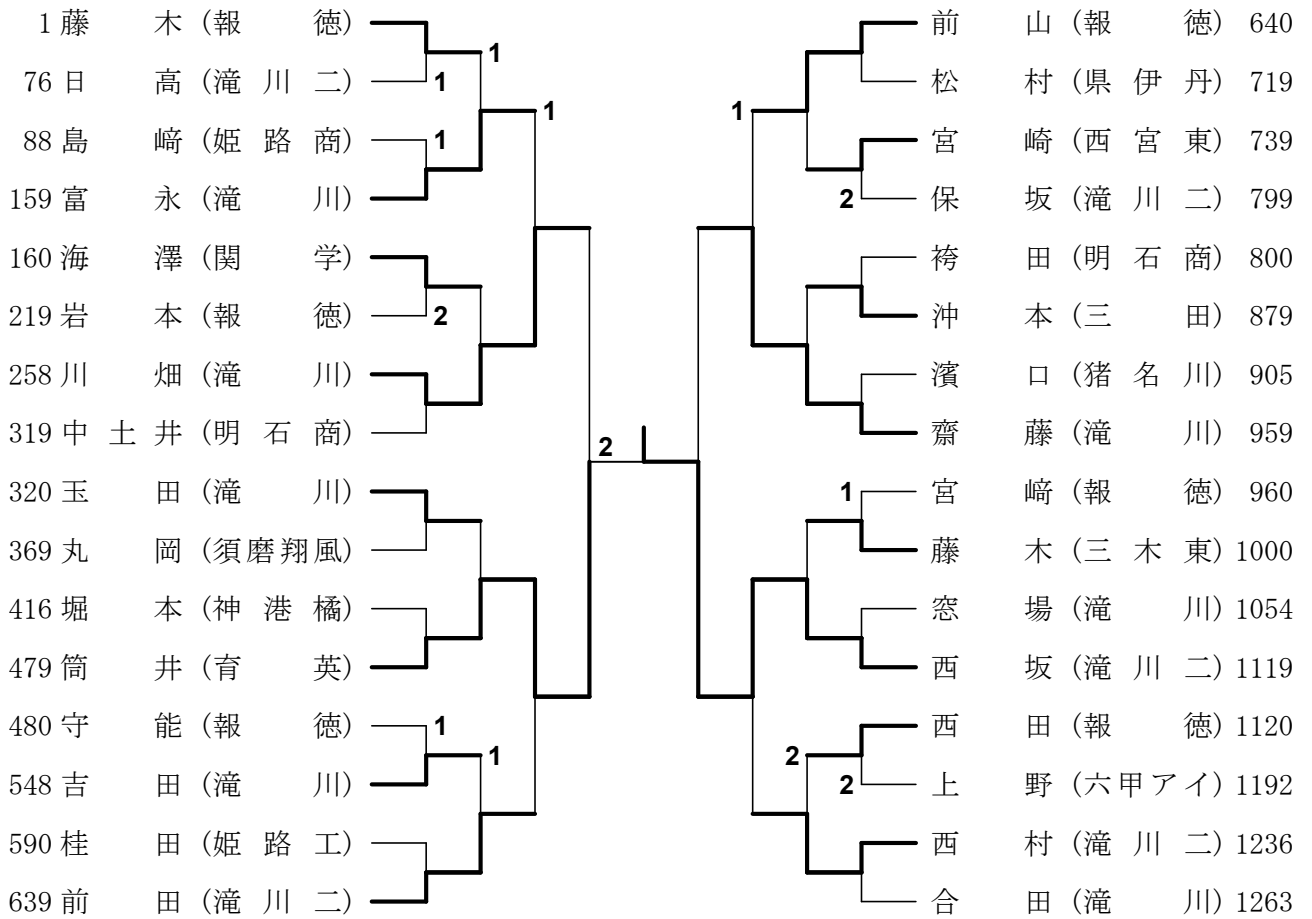 1 藤木 (報徳)
76 日高 (滝川二)
88 島﨑 (姫路商)
159 富永 (滝川)
160 海澤 (関学)
219 岩本 (報徳)
258 川畑 (滝川)
319 中土井 (明石商)
320 玉田 (滝川)
369 丸岡 (須磨翔風)
416 堀本 (神港橘)
479 筒井 (育英)
480 守能 (報徳)
548 吉田 (滝川)
590 桂田 (姫路工)
639 前田 (滝川二)
1
1
1
1
2
2
1
1
前山 (報徳) 640
松村 (県伊丹) 719
宮崎 (西宮東) 739
保坂 (滝川二) 799
袴田 (明石商) 800
沖本 (三田) 879
濱口 (猪名川) 905
齋藤 (滝川) 959
宮﨑 (報徳) 960
藤木 (三木東) 1000
窓場 (滝川) 1054
西坂 (滝川二) 1119
西田 (報徳) 1120
上野 (六甲アイ) 1192
西村 (滝川二) 1236
合田 (滝川) 1263
1
2
1
2
2